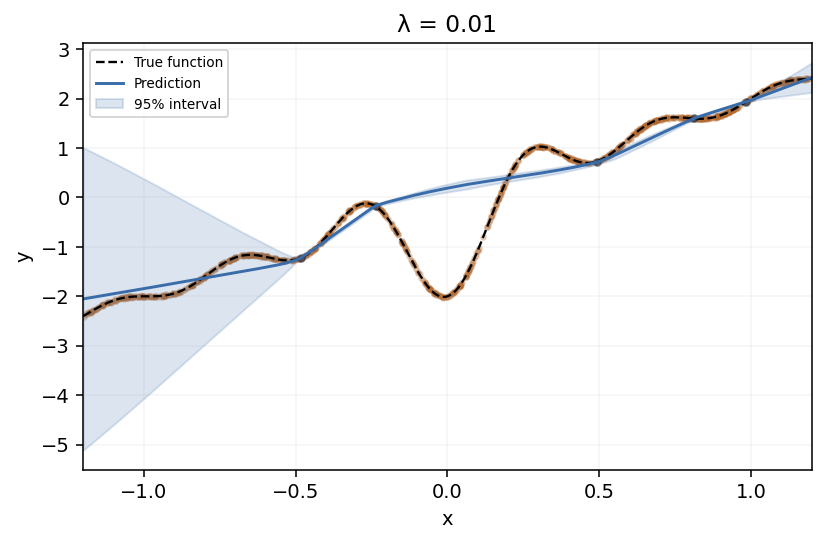 λ = 0.01
True function
Prediction
95% interval
y
3
2
1
0
−1
−2
−3
−4
−5
−1.0 −0.5 0.0 0.5 1.0
x